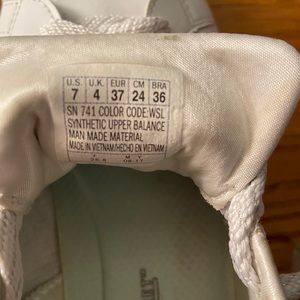 U.S. U.K. EUR CM BRA
7 4 37 24 36
SN 741 COLOR CODE:WSL
SYNTHETIC UPPER BALANCE
MAN MADE MATERIAL
MADE IN VIETNAM/HECHO EN VIETNAM